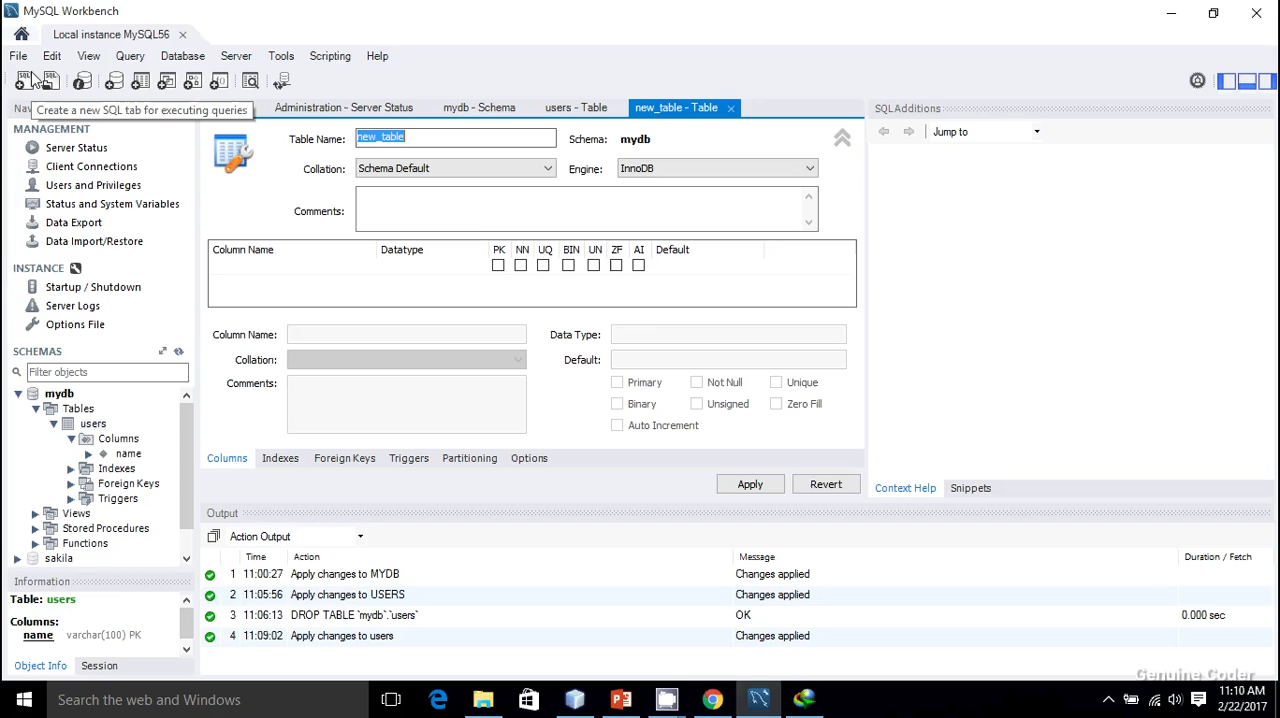 MySQL Workbench
Local instance MySQL56
File Edit View Query Database Server Tools Scripting Help
Create a new SQL tab for executing queries
Nav
Administration - Server Status mydb - Schema users - Table new_table - Table
SQLAdditions
Jump to
MANAGEMENT
Server Status
Client Connections
Users and Privileges
Status and System Variables
Data Export
Data Import/Restore
INSTANCE
Startup / Shutdown
Server Logs
Options File
SCHEMAS
Filter objects
mydb
Tables
users
Columns
name
Indexes
Foreign Keys
Triggers
Views
Stored Procedures
Functions
sakila
Information
Table: users
Columns:
name varchar(100) PK
Object Info Session
Table Name: new_table Schema: mydb
Collation: Schema Default Engine: InnoDB
Comments:
Column Name Datatype PK NN UQ BIN UN ZF AI Default
Column Name: Data Type:
Collation: Default:
Comments: Primary Not Null Unique
Binary Unsigned Zero Fill
Auto Increment
Columns Indexes Foreign Keys Triggers Partitioning Options
Apply Revert
Context Help Snippets
Output
Action Output
Time Action Message Duration / Fetch
1 11:00:27 Apply changes to MYDB Changes applied
2 11:05:56 Apply changes to USERS Changes applied
3 11:06:13 DROP TABLE `mydb`.`users` OK 0.000 sec
4 11:09:02 Apply changes to users Changes applied
Genuine Coder
Search the web and Windows
11:10 AM
2/22/2017